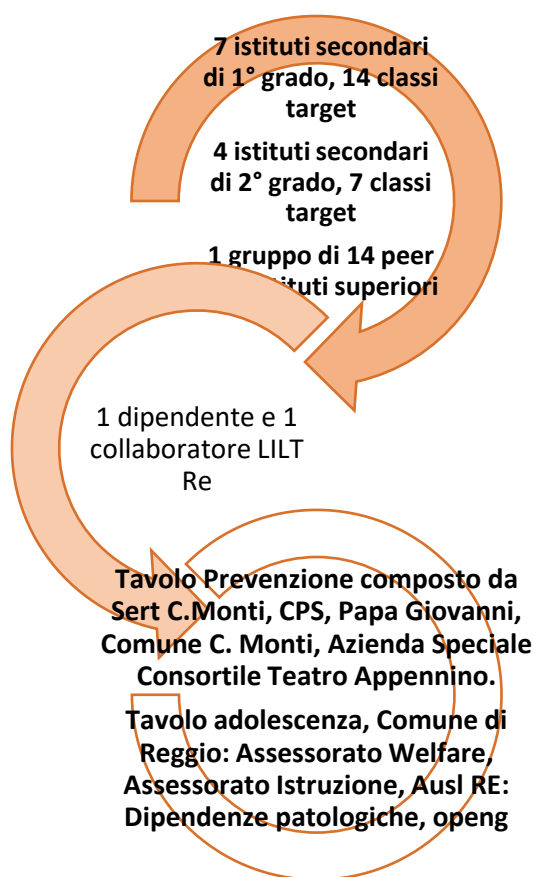 7 istituti secondari
di 1° grado, 14 classi
target
4 istituti secondari
di 2° grado, 7 classi
target
1 gruppo di 14 peer
istituti superiori
1 dipendente e 1
collaboratore LILT
Re
Tavolo Prevenzione composto da
Sert C.Monti, CPS, Papa Giovanni,
Comune C. Monti, Azienda Speciale
Consortile Teatro Appennino.
Tavolo adolescenza, Comune di
Reggio: Assessorato Welfare,
Assessorato Istruzione, Ausl RE:
Dipendenze patologiche, openg